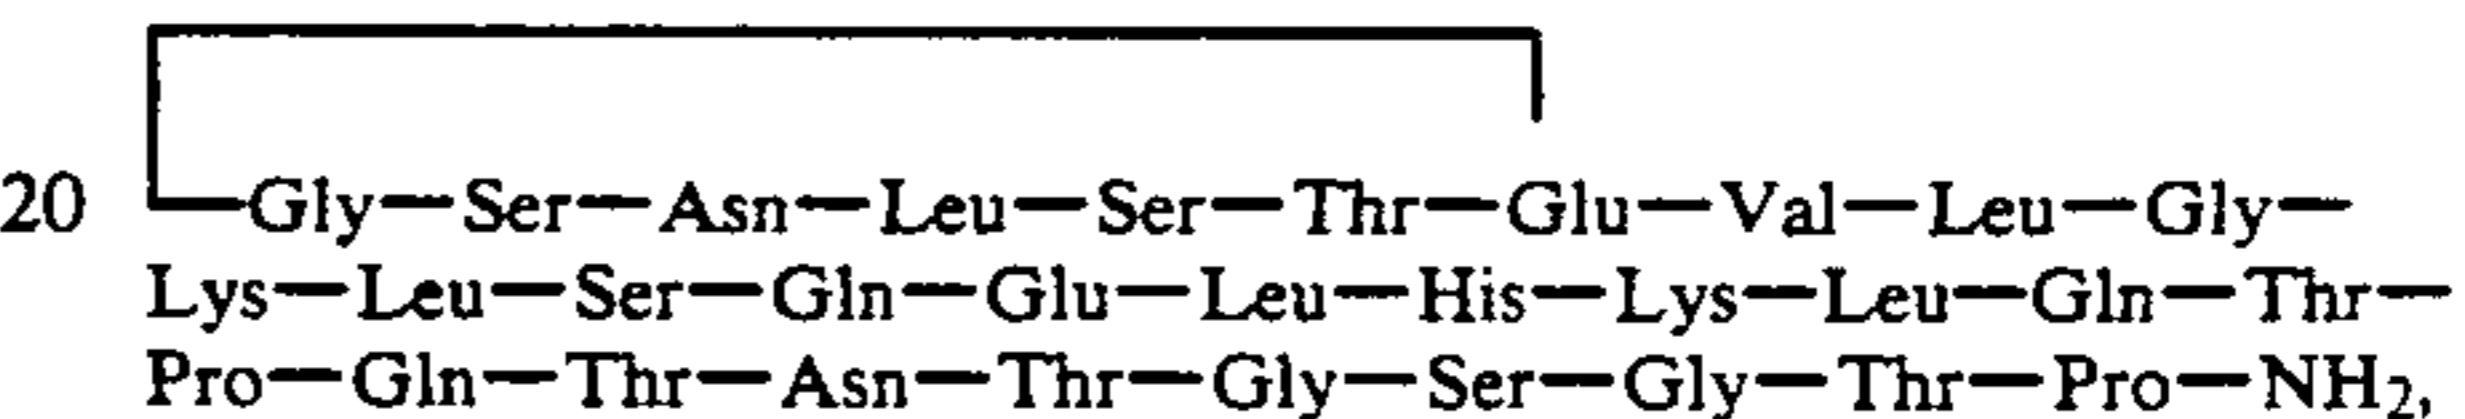 20 Gly—Ser—Asn—Leu—Ser—Thr—Glu—Val—Leu—Gly—
Lys—Leu—Ser—Gln—Glu—Leu—His—Lys—Leu—Gln—Thr—
Pro—Gln—Thr—Asn—Thr—Gly—Ser—Gly—Thr—Pro—NH₂,